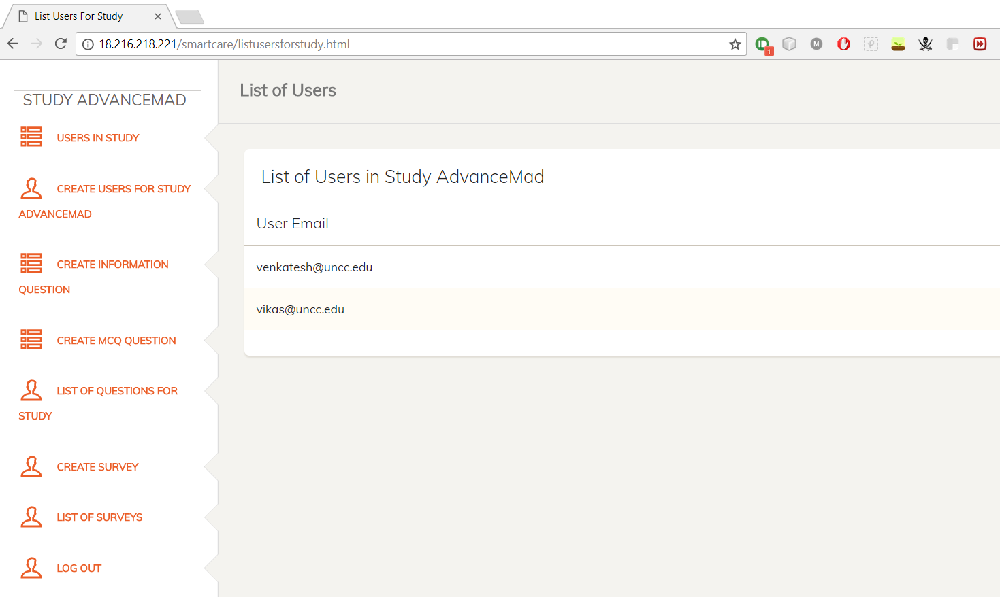 List Users For Study
18.216.218.221/smartcare/listusersforstudy.html
M
1
STUDY ADVANCEMAD
USERS IN STUDY
CREATE USERS FOR STUDY
ADVANCEMAD
CREATE INFORMATION
QUESTION
CREATE MCQ QUESTION
LIST OF QUESTIONS FOR
STUDY
CREATE SURVEY
LIST OF SURVEYS
LOG OUT
List of Users
List of Users in Study AdvanceMad
User Email
venkatesh@uncc.edu
vikas@uncc.edu